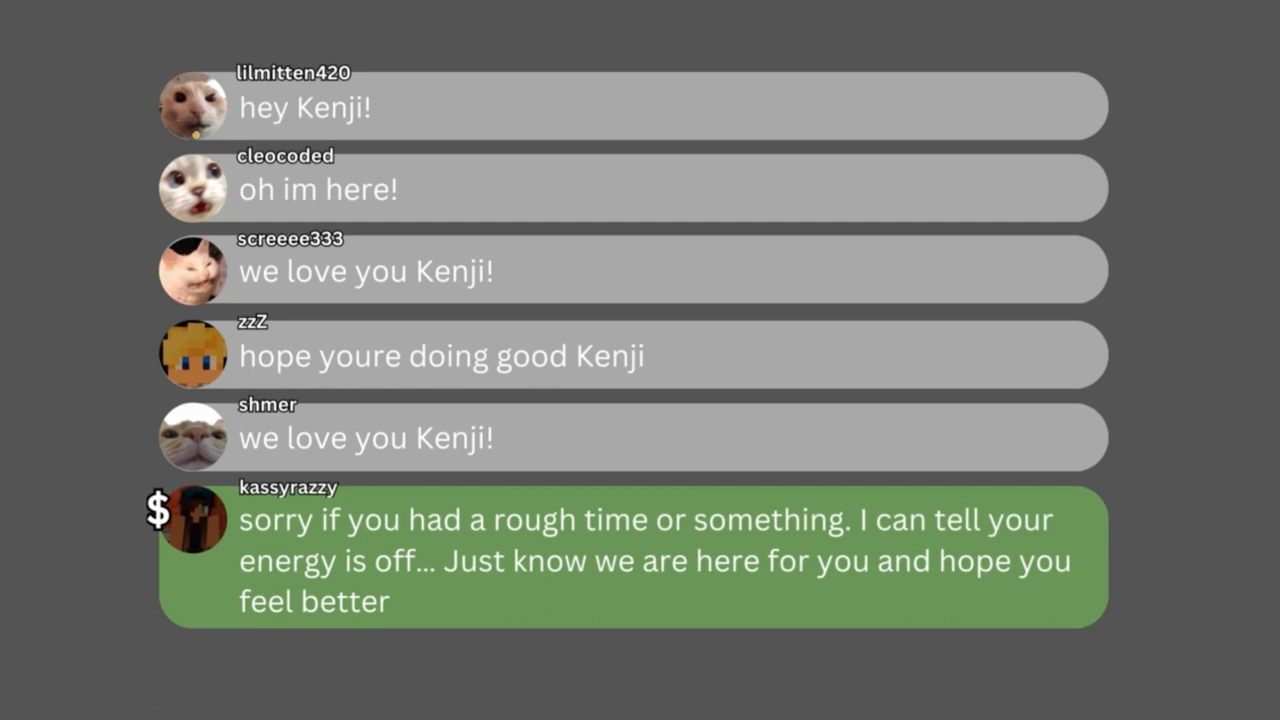 lilmitten420
hey Kenji!
cleocoded
oh im here!
screeee333
we love you Kenji!
zzZ
hope youre doing good Kenji
shmer
we love you Kenji!
kassyrazzy
$
sorry if you had a rough time or something. I can tell your
energy is off... Just know we are here for you and hope you
feel better